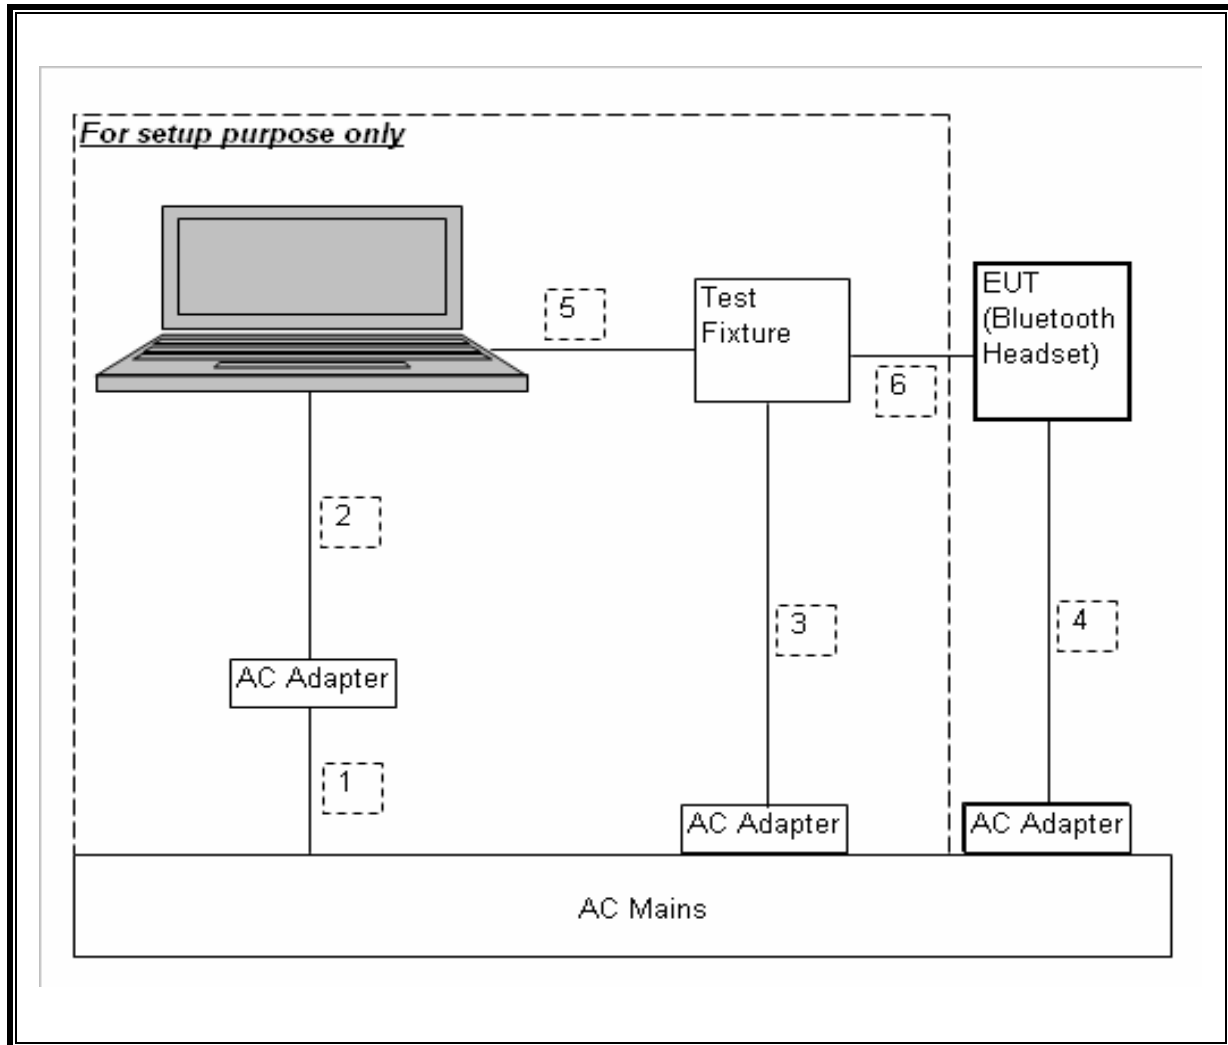 For setup purpose only
5
Test
Fixture
EUT
(Bluetooth
Headset)
6
2
3
4
AC Adapter
1
AC Adapter
AC Adapter
AC Mains